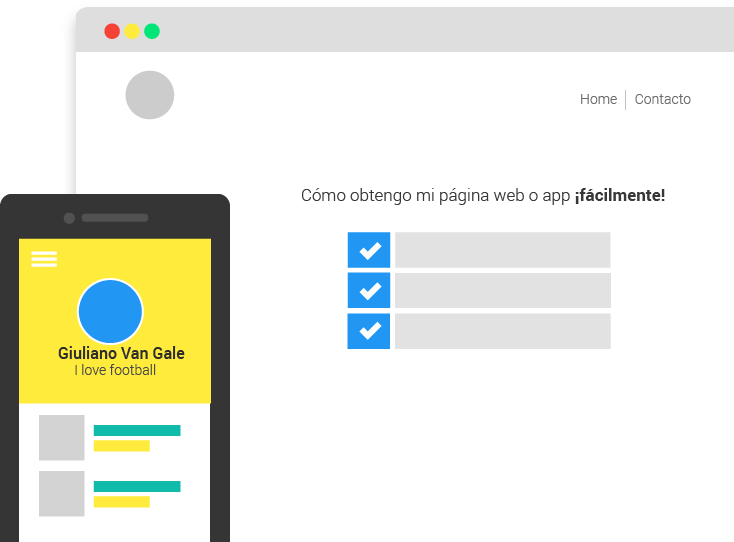 Home
Contacto
Cómo obtengo mi página web o app ¡fácilmente!
Giuliano Van Gale
I love football